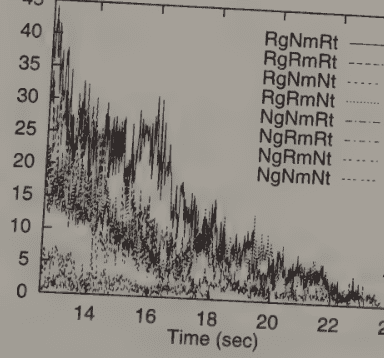 45
40
35
30
25
20
15
10
5
0
RgNmRt
RgRmRt
RgNmNt
RgRmNt
NgNmRt
NgRmRt
NgRmNt
NgNmNt
14 16 18 20 22
Time (sec)